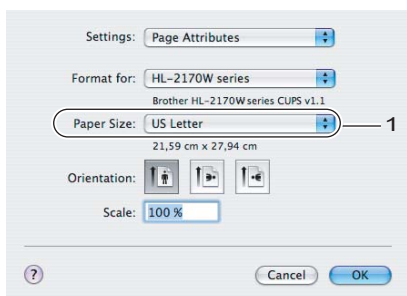 Settings: Page Attributes
Format for: HL-2170W series
Brother HL-2170W series CUPS v1.1
Paper Size: US Letter 1
21,59 cm x 27,94 cm
Orientation:
Scale: 100 %
? Cancel OK